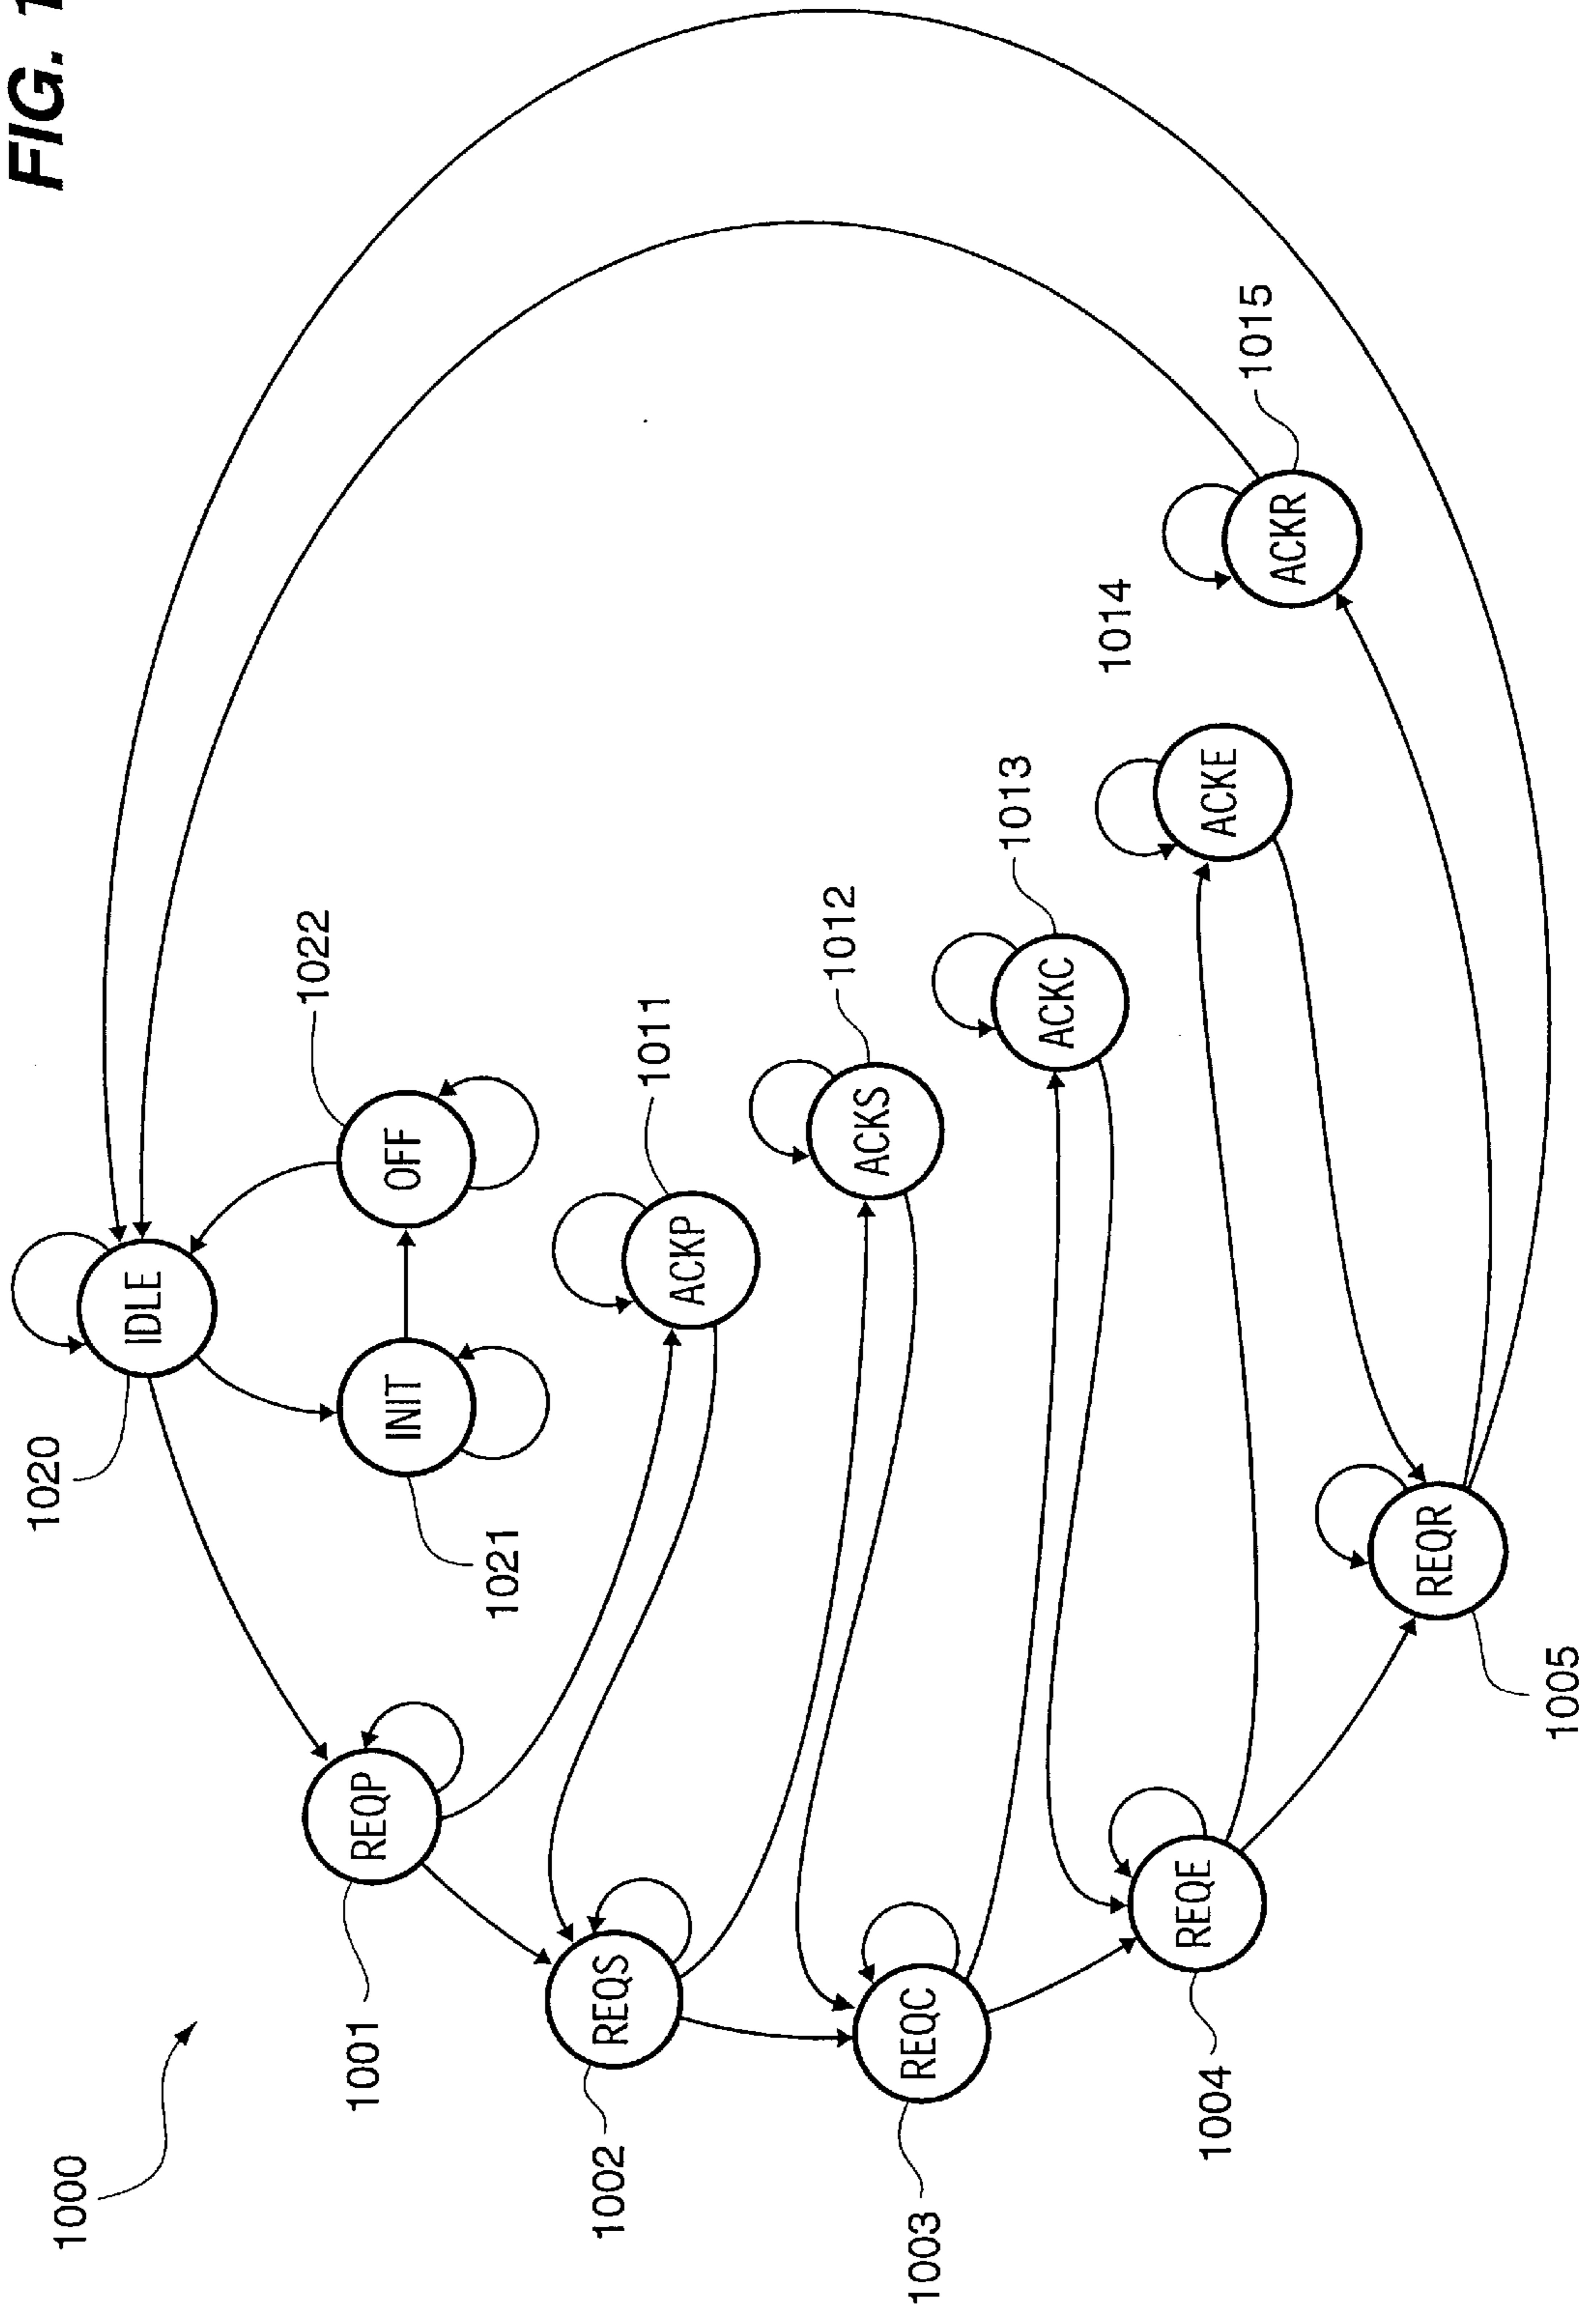 FIG. 1
1000
1020
IDLE
1022
1001
REQP
INIT
OFF
1021
1002
REQS
1011
ACKP
1012
ACKS
1003
REQC
1013
ACKC
1014
1004
REQE
ACKE
1015
ACKR
REQR
1005